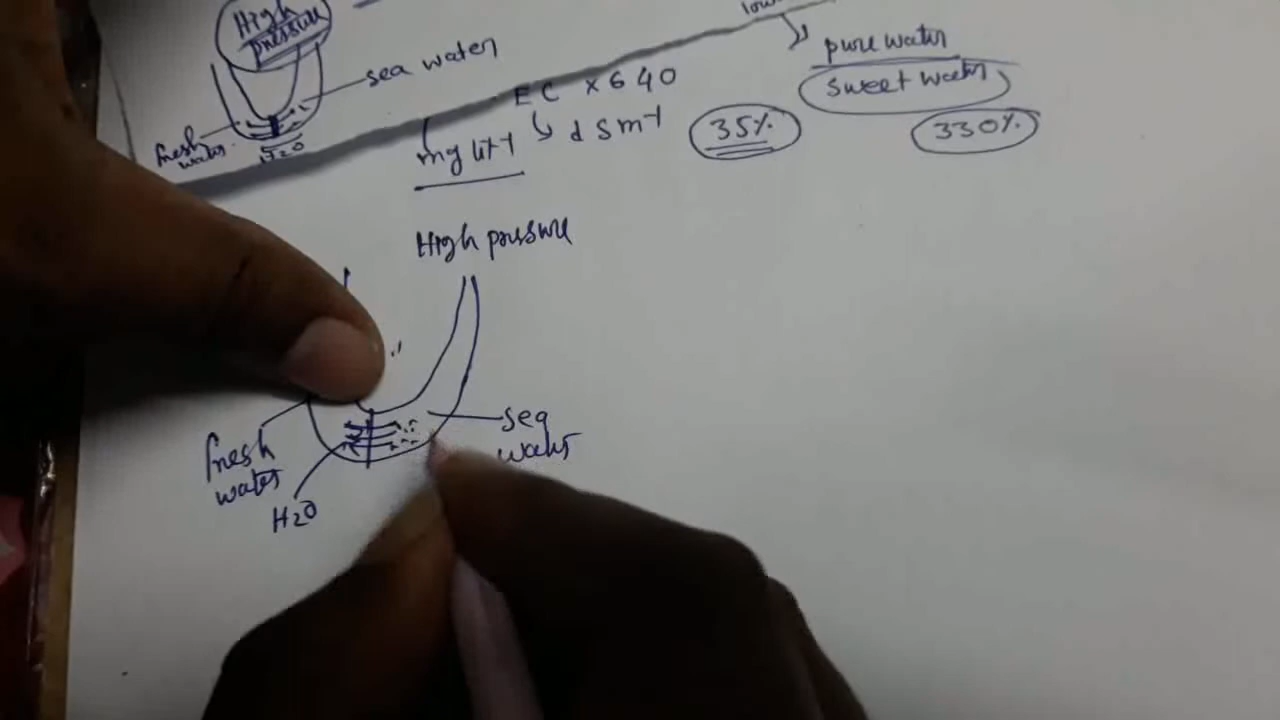 High
pressure
sea water
fresh
water
H2O
EC × 640
mg lit-1
dSm-1
pure water
sweet water
35%
330%
High pressure
fresh
water
H2O
sea
water